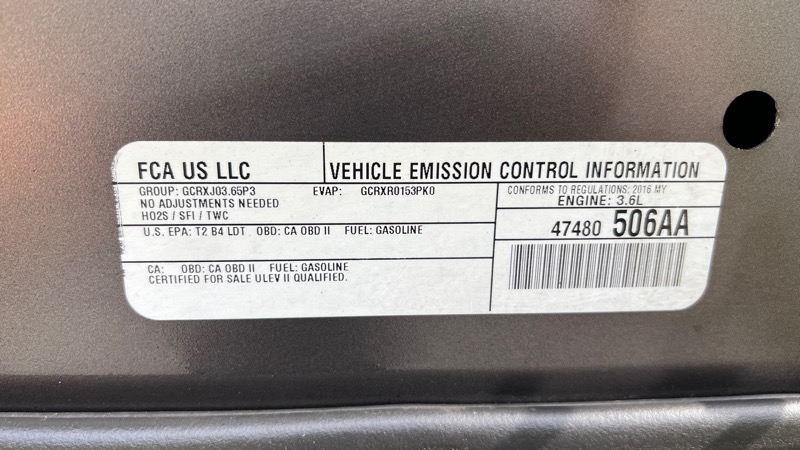 FCA US LLC
VEHICLE EMISSION CONTROL INFORMATION
GROUP: GCRXJ03.65P3 EVAP: GCRXR0153PK0
NO ADJUSTMENTS NEEDED
HO2S / SFI / TWC
CONFORMS TO REGULATIONS: 2016 MY
ENGINE: 3.6L
U.S. EPA: T2 B4 LDT OBD: CA OBD II FUEL: GASOLINE
47480 506AA
CA: OBD: CA OBD II FUEL: GASOLINE
CERTIFIED FOR SALE ULEV II QUALIFIED.